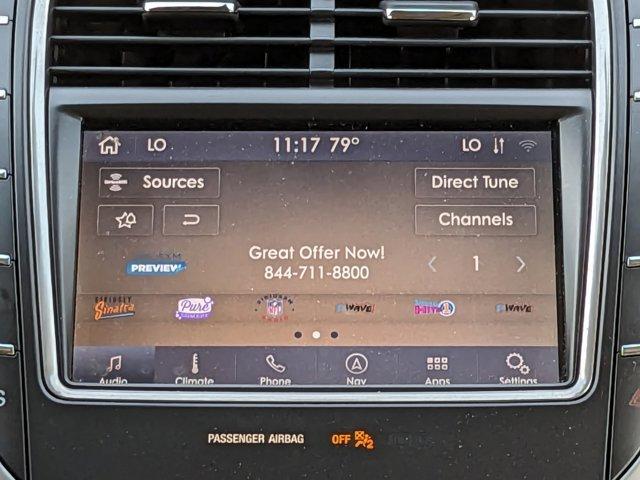 LO 11:17 79° LO
Sources Direct Tune
Channels
Great Offer Now!
PREVIEW 844-711-8800 1
Sinatra Pure
Audio Climate Phone Nav Apps Settings
PASSENGER AIRBAG OFF 2